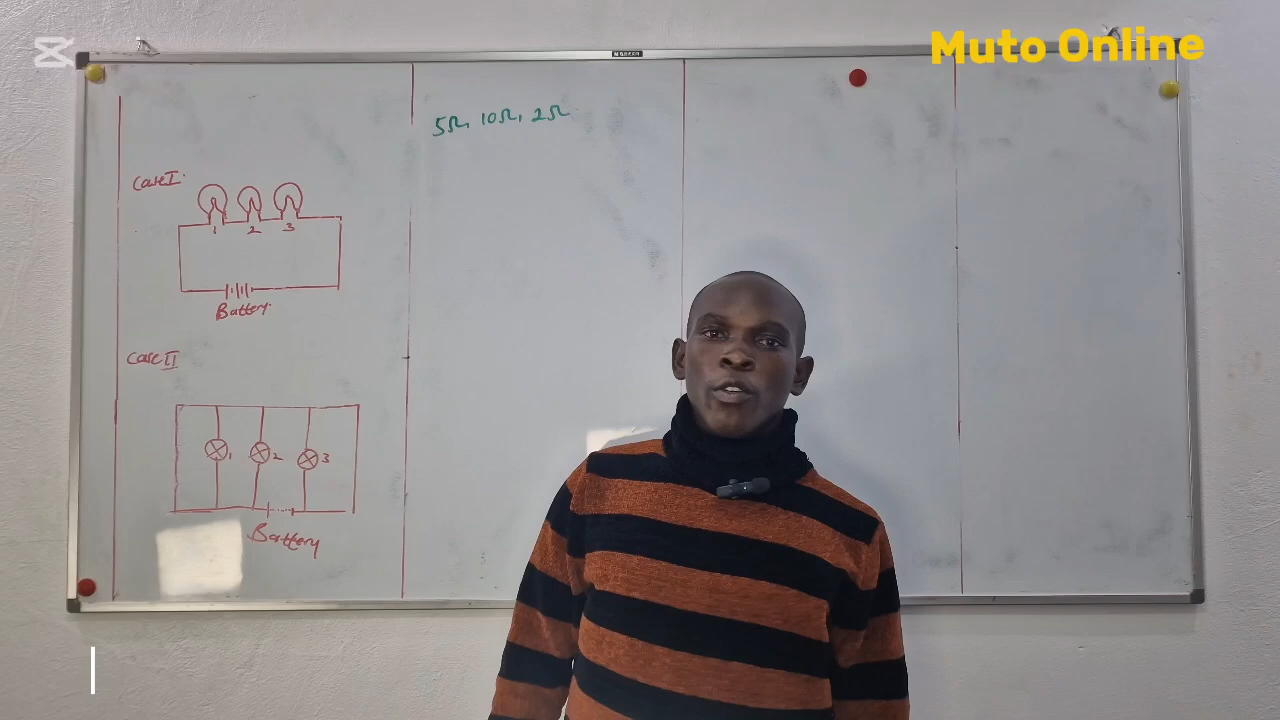 Muto Online
5Ω, 10Ω, 2Ω
Case I.
1 2 3
Battery.
Case II
1 2 3
Battery